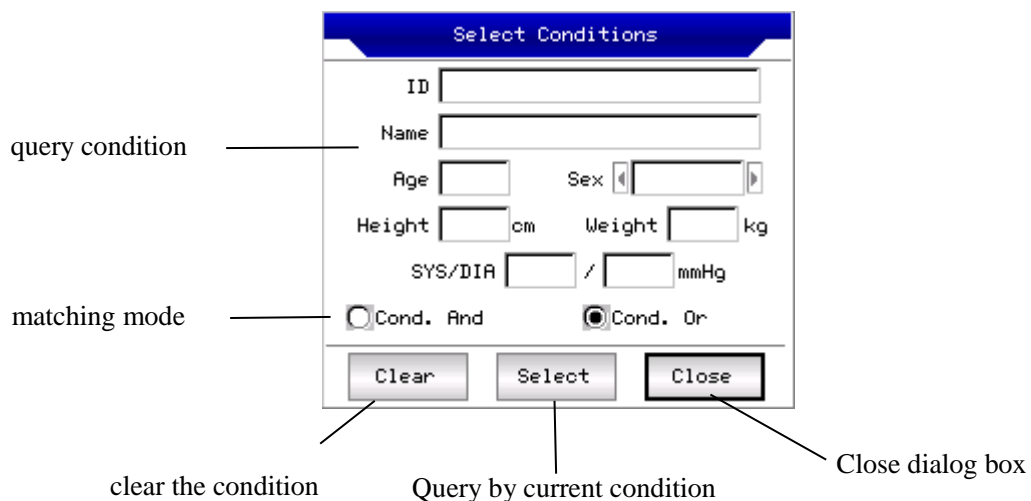 Select Conditions
ID
Name
query condition
Age Sex
Height cm Weight kg
SYS/DIA / mmHg
matching mode
Cond. And Cond. Or
Clear Select Close
Close dialog box
clear the condition
Query by current condition